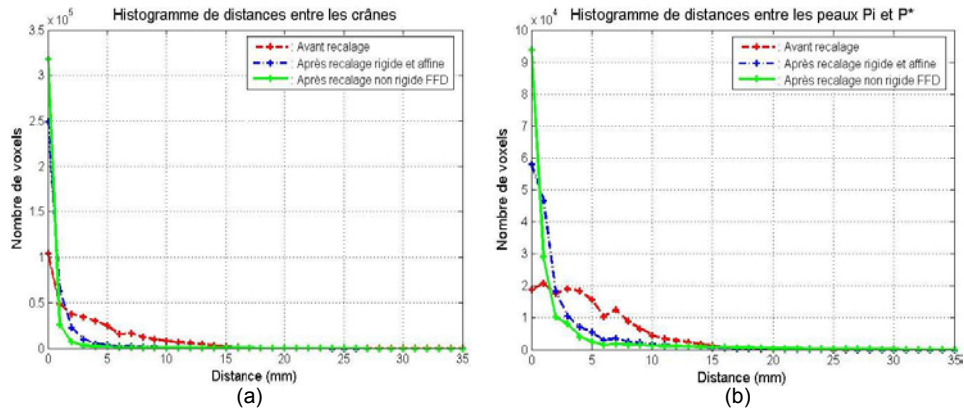 Histogramme de distances entre les crânes
x 10^5
3.5
3
2.5
2
1.5
1
0.5
0
0 5 10 15 20 25 30 35
Nombre de voxels
Distance (mm)
: Avant recalage
: Après recalage rigide et affine
: Après recalage non rigide FFD
(a)
Histogramme de distances entre les peaux Pi et P*
x 10^4
10
9
8
7
6
5
4
3
2
1
0
0 5 10 15 20 25 30 35
Nombre de voxels
Distance (mm)
: Avant recalage
: Après recalage rigide et affine
: Après recalage non rigide FFD
(b)